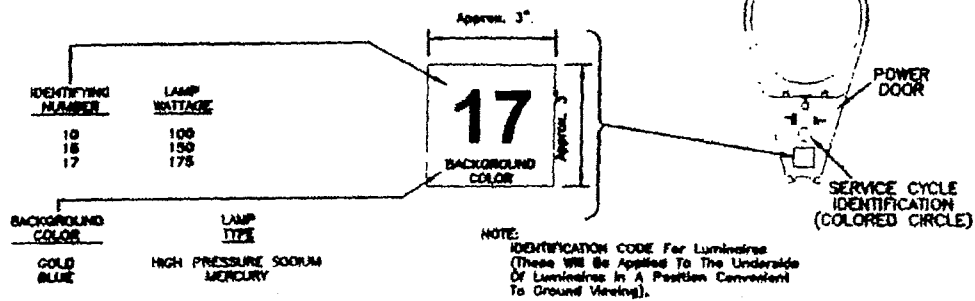 Approx. 3"
IDENTIFYING NUMBER LAMP WATTAGE
10 100
15 150
17 175
17
BACKGROUND COLOR
Approx. 3"
POWER DOOR
SERVICE CYCLE IDENTIFICATION (COLORED CIRCLE)
BACKGROUND COLOR LAMP TYPE
GOLD HIGH PRESSURE SODIUM
BLUE MERCURY
NOTE:
IDENTIFICATION CODE For Luminaires
(These Will Be Applied To The Underside
Of Luminaires In A Position Convenient
To Ground Viewing).